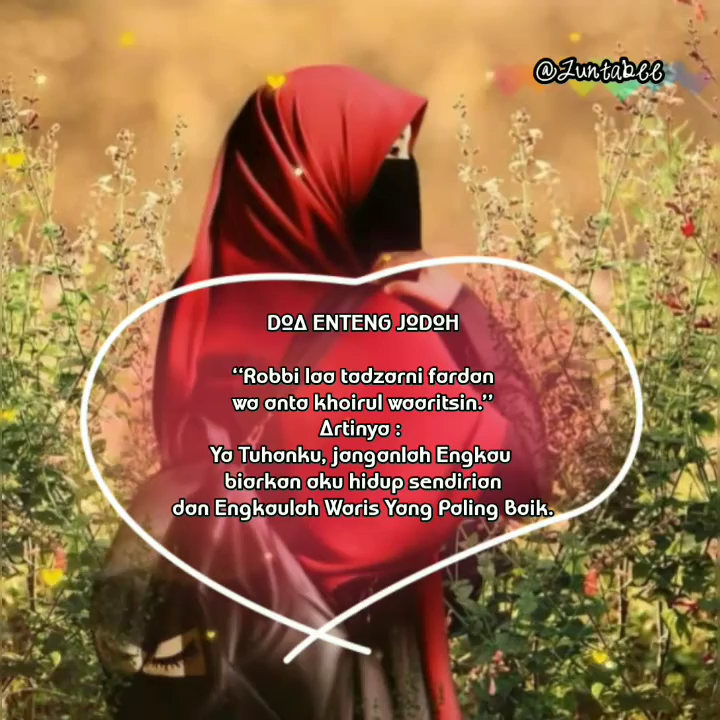 @Zuntabee
DOA ENTENG JODOH
“Robbi laa tadzarni fardan
wa anta khoirul waaritsin.”
Artinya :
Ya Tuhanku, janganlah Engkau
biarkan aku hidup sendirian
dan Engkaulah Waris Yang Paling Baik.